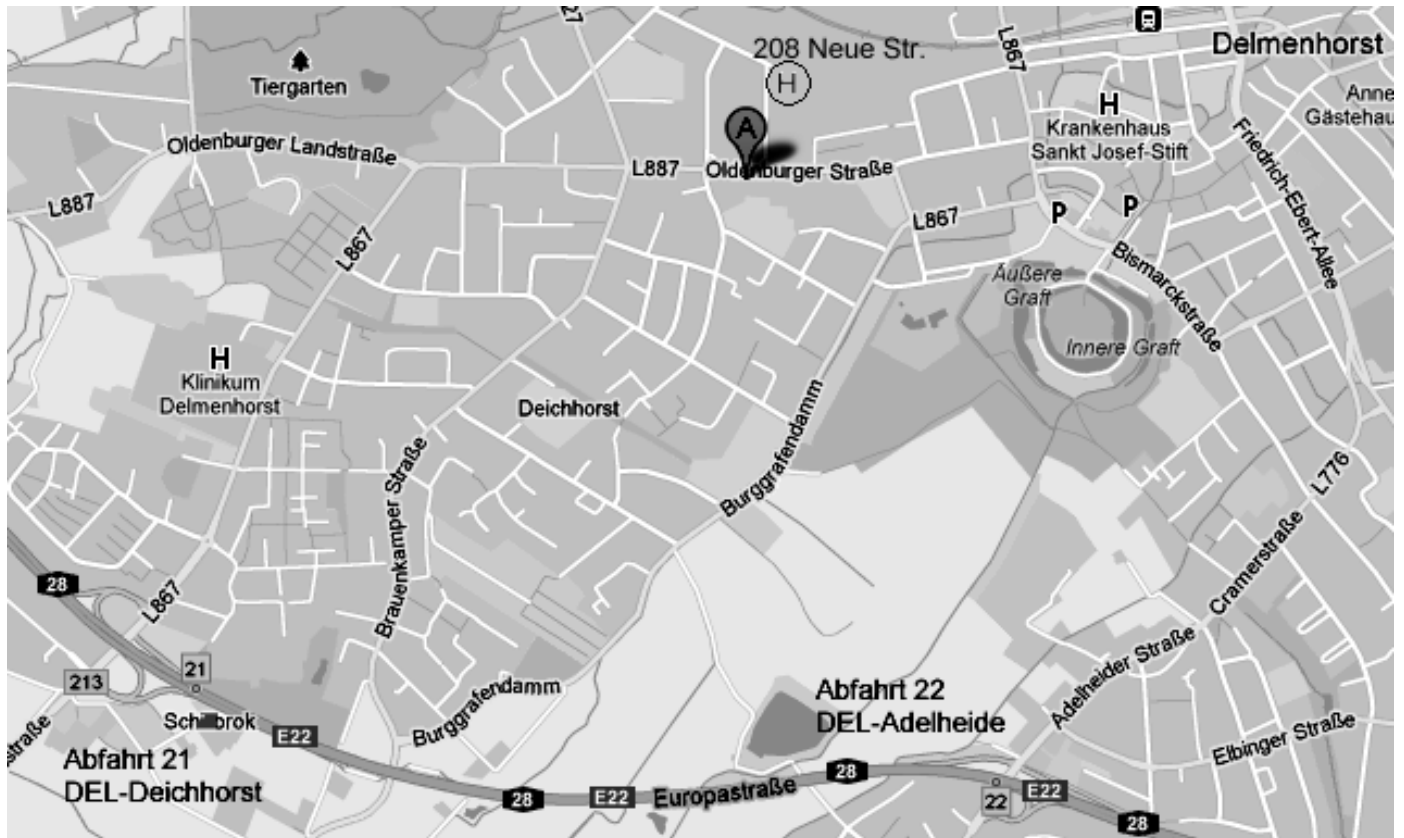 27
208 Neue Str.
H
L867
Delmenhorst
Tiergarten
A
H
Krankenhaus
Sankt Josef-Stift
Anne
Gästehau
Oldenburger Landstraße
L887
Oldenburger Straße
Friedrich-Ebert-Allee
L887
L867
L867
P
P
Bismarckstraße
Äußere
Graft
Innere Graft
H
Klinikum
Delmenhorst
Deichhorst
Burggrafendamm
Brauenkamper Straße
L776
Cramerstraße
28
L867
Adelheider Straße
21
213
Schillbrok
Burggrafendamm
Abfahrt 22
DEL-Adelheide
Elbinger Straße
straße
E22
Abfahrt 21
DEL-Deichhorst
28
E22
Europastraße
28
22
E22
28